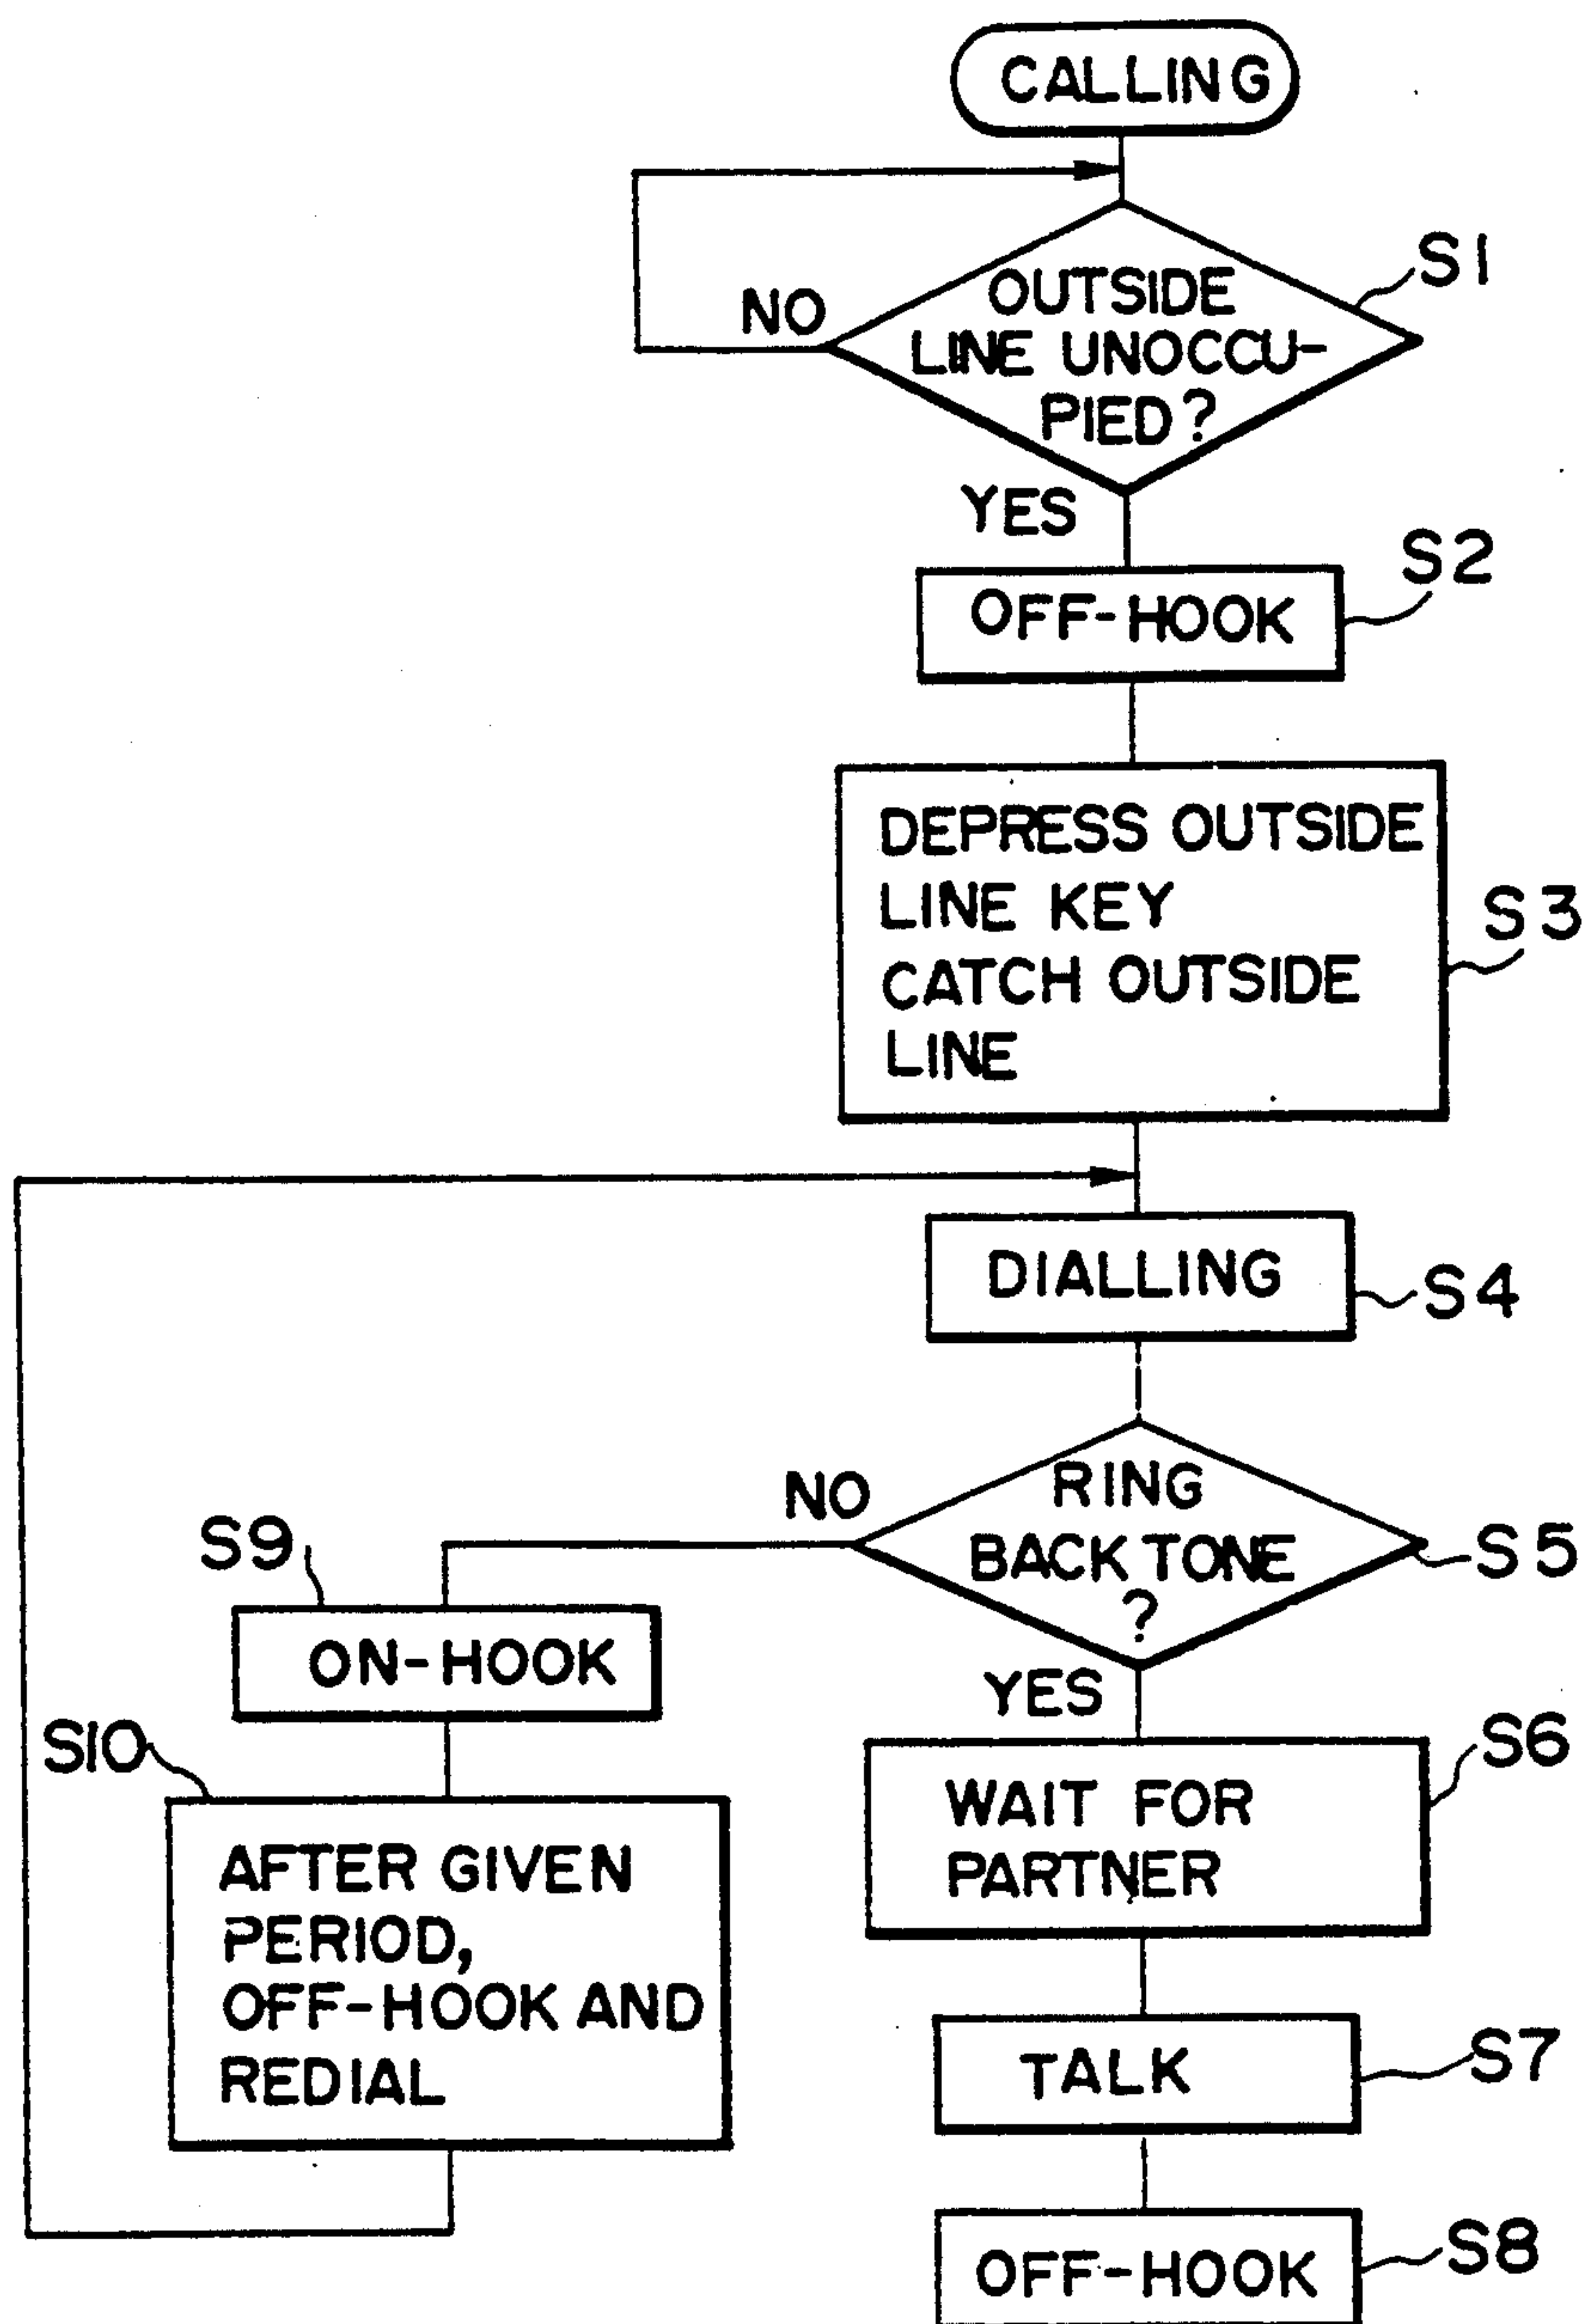 CALLING
OUTSIDE
LINE UNOCCU-
PIED?
S1
NO
YES
OFF-HOOK
S2
DEPRESS OUTSIDE
LINE KEY
CATCH OUTSIDE
LINE
S3
DIALLING
S4
RING
BACK TONE
?
S5
NO
YES
S9
ON-HOOK
S10
AFTER GIVEN
PERIOD,
OFF-HOOK AND
REDIAL
WAIT FOR
PARTNER
S6
TALK
S7
OFF-HOOK
S8